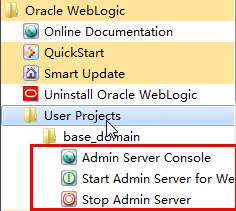 Oracle WebLogic
Online Documentation
QuickStart
Smart Update
Uninstall Oracle WebLogic
User Projects
base_domain
Admin Server Console
Start Admin Server for We
Stop Admin Server